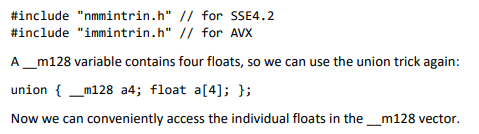 #include "nmmintrin.h" // for SSE4.2
#include "immintrin.h" // for AVX
A __m128 variable contains four floats, so we can use the union trick again:
union { __m128 a4; float a[4]; };
Now we can conveniently access the individual floats in the __m128 vector.